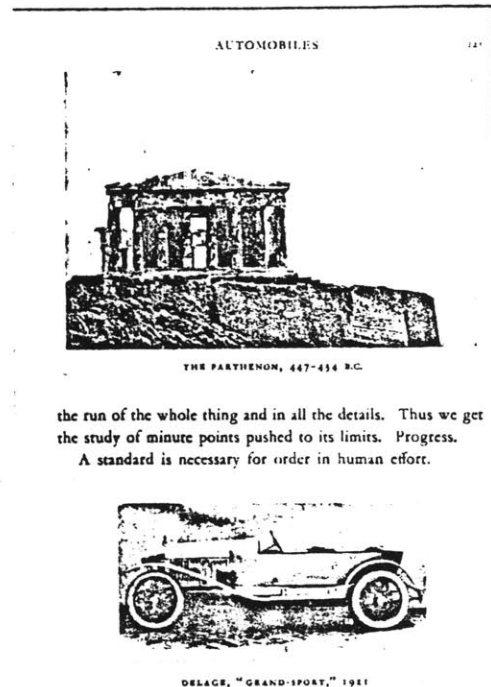 AUTOMOBILES
THE PARTHENON, 447-434 B.C.
the run of the whole thing and in all the details. Thus we get
the study of minute points pushed to its limits. Progress.
A standard is necessary for order in human effort.
DELAGE, "GRAND-SPORT," 1921